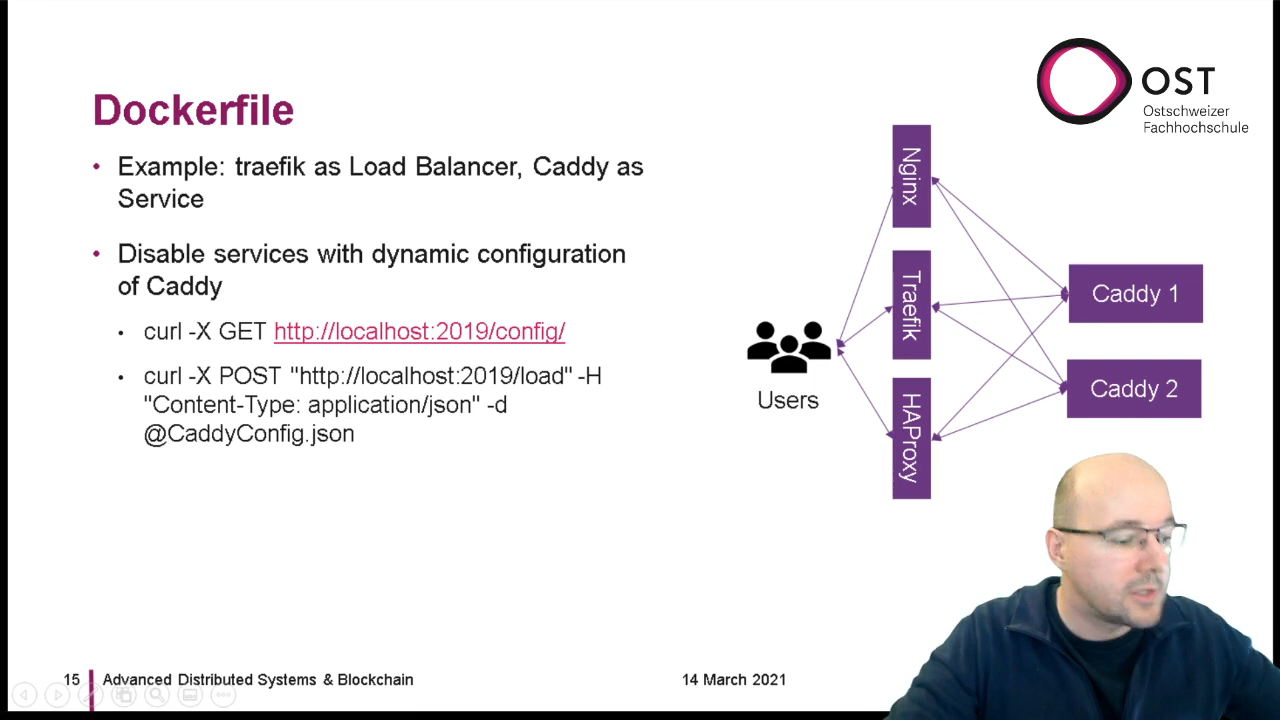 OST
Ostschweizer
Fachhochschule
Dockerfile
• Example: traefik as Load Balancer, Caddy as
Service
• Disable services with dynamic configuration
of Caddy
• curl -X GET http://localhost:2019/config/
• curl -X POST "http://localhost:2019/load" -H
"Content-Type: application/json" -d
@CaddyConfig.json
Nginx
Traefik
HAProxy
Caddy 1
Caddy 2
Users
15 Advanced Distributed Systems & Blockchain
14 March 2021